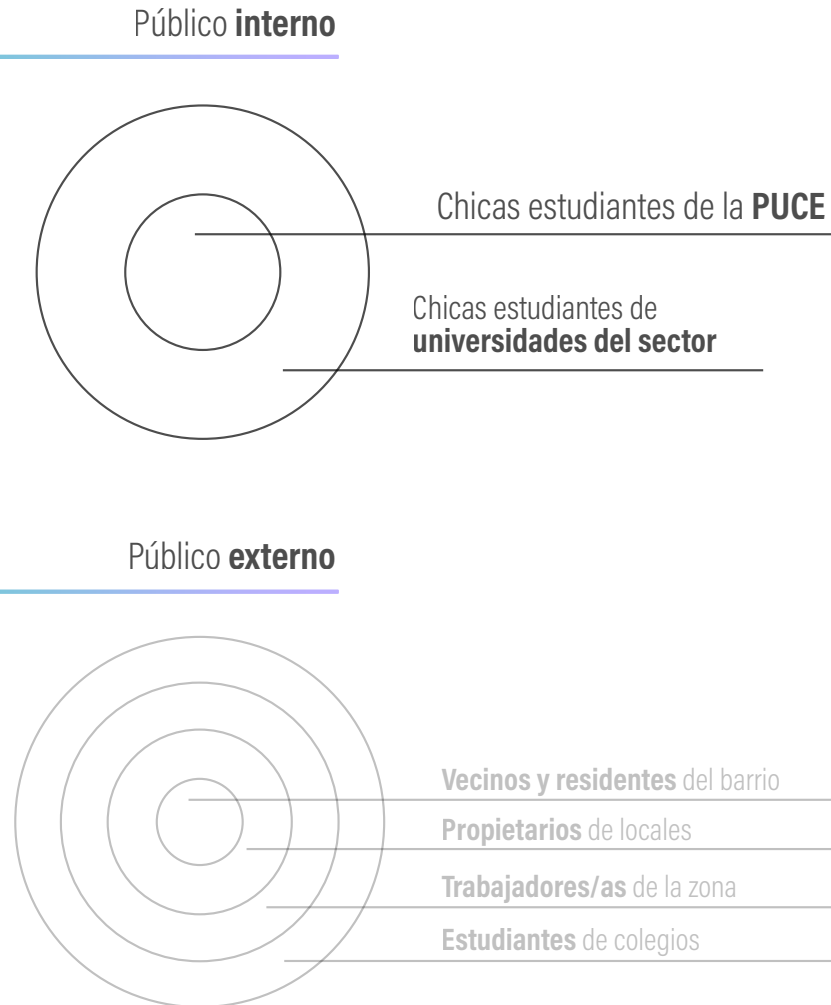 Público interno
Chicas estudiantes de la PUCE
Chicas estudiantes de
universidades del sector
Público externo
Vecinos y residentes del barrio
Propietarios de locales
Trabajadores/as de la zona
Estudiantes de colegios